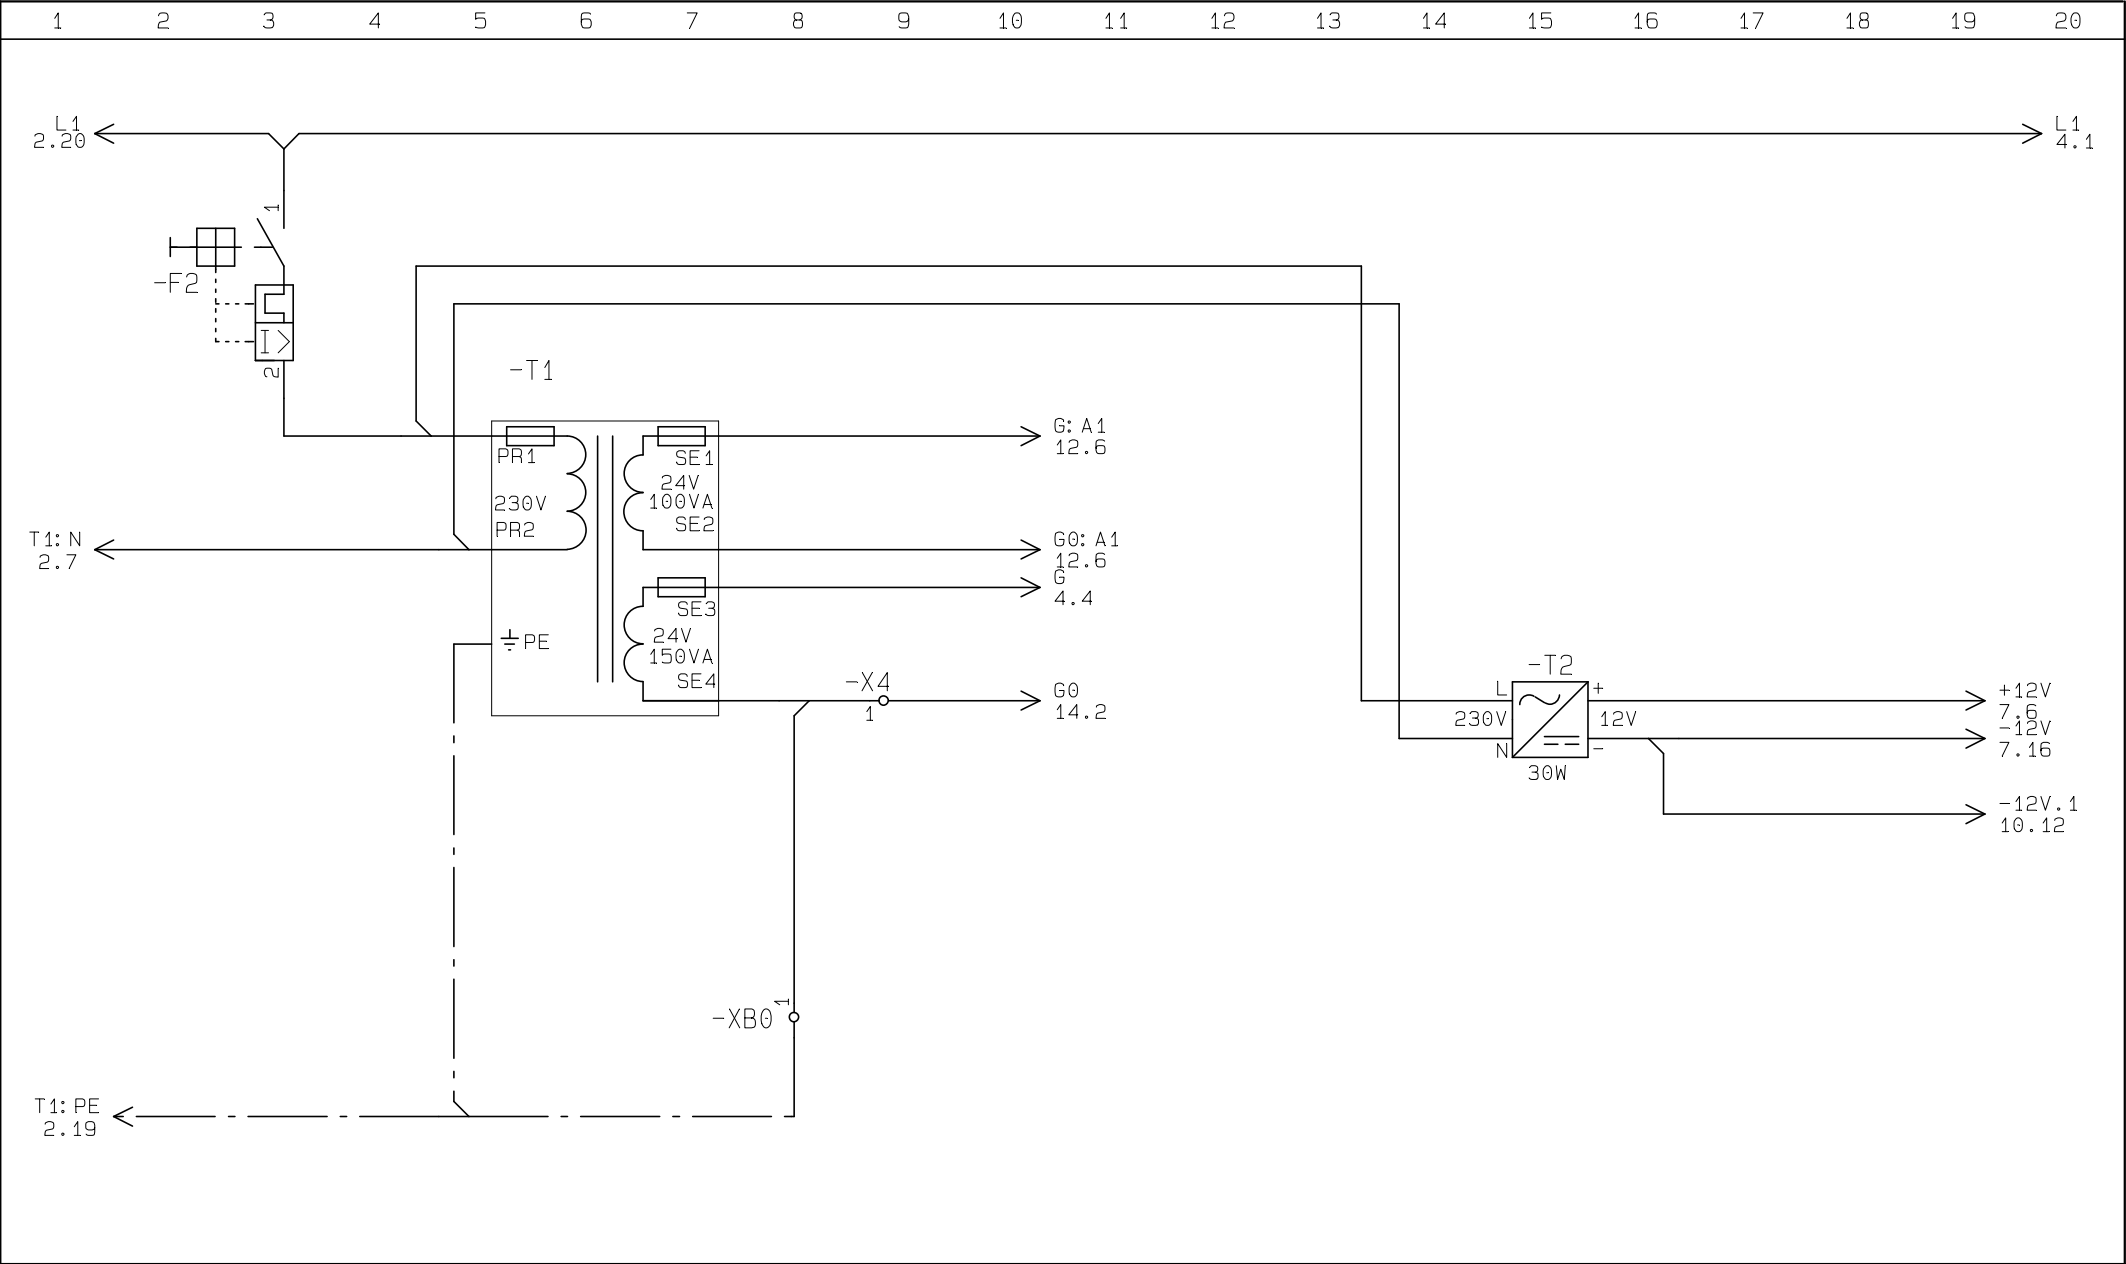 1 2 3 4 5 6 7 8 9 10 11 12 13 14 15 16 17 18 19 20
L1
2.20
L1
4.1
1
-F2
I>
2
-T1
PR1
230V
PR2
SE1
24V
100VA
SE2
G:A1
12.6
T1:N
2.7
G0:A1
12.6
G
4.4
SE3
24V
150VA
SE4
PE
-X4
1
G0
14.2
-T2
L
+
230V
12V
N
-
30W
+12V
7.6
-12V
7.16
-12V.1
10.12
1
-XB0
T1:PE
2.19